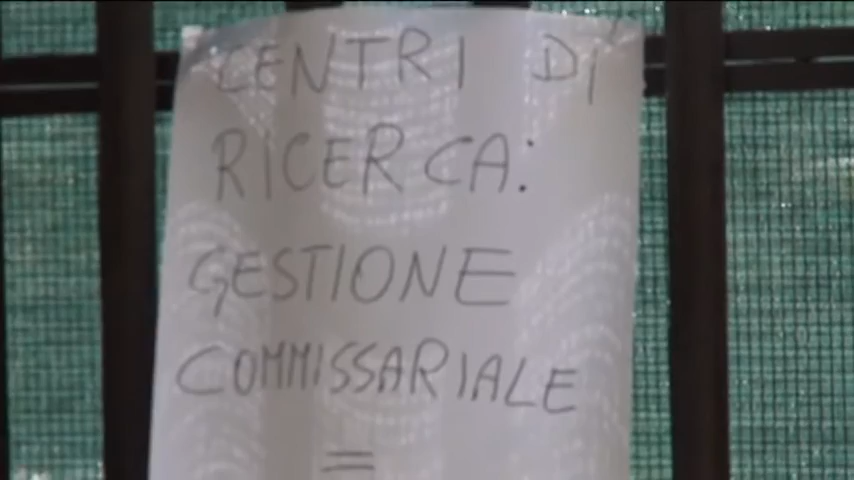 CENTRI DI
RICERCA:
GESTIONE
COMMISSARIALE
=